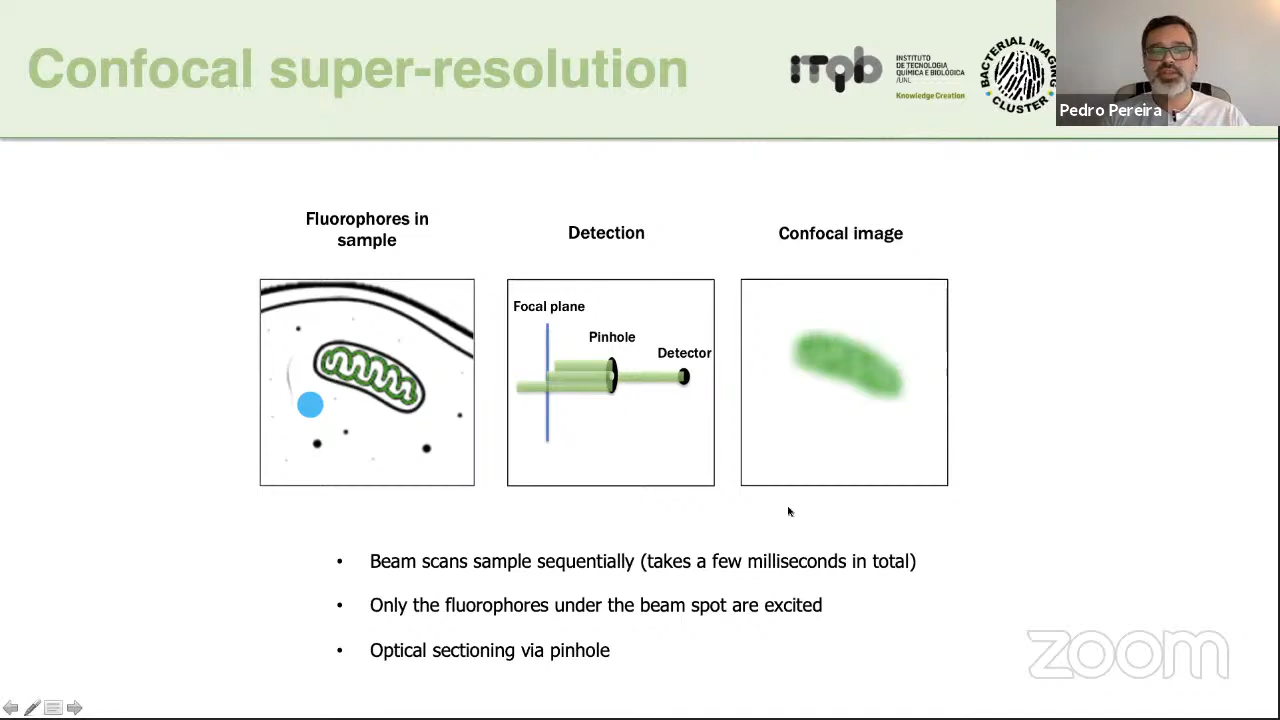 Confocal super-resolution
iTqb
INSTITUTO
DE TECNOLOGIA
QUÍMICA E BIOLÓGICA
/UNL
Knowledge Creation
BACTERIAL IMAGING
CLUSTER
Pedro Pereira
Fluorophores in
sample
Detection
Confocal image
Focal plane
Pinhole
Detector
• Beam scans sample sequentially (takes a few milliseconds in total)
• Only the fluorophores under the beam spot are excited
• Optical sectioning via pinhole
zoom